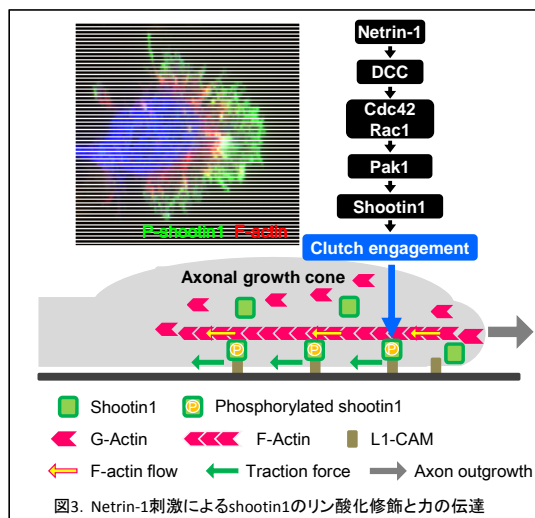 Netrin-1
DCC
Cdc42
Rac1
Pak1
Shootin1
Clutch engagement
P-shootin1 F-actin
Axonal growth cone
P P P
Shootin1 P Phosphorylated shootin1
G-Actin F-Actin L1-CAM
F-actin flow Traction force Axon outgrowth
図3. Netrin-1刺激によるshootin1のリン酸化修飾と力の伝達